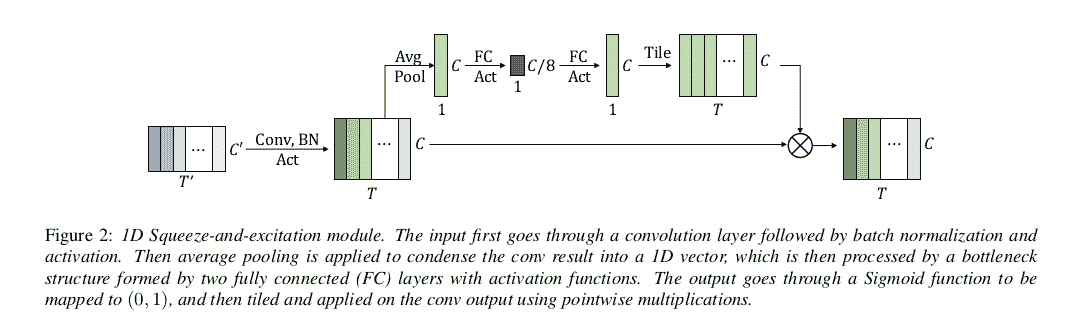 Avg
Pool
C
1
FC
Act
C/8
1
FC
Act
C
1
Tile
...
C
T
...
C′
T′
Conv, BN
Act
...
C
T
...
C
T
Figure 2: 1D Squeeze-and-excitation module. The input first goes through a convolution layer followed by batch normalization and
activation. Then average pooling is applied to condense the conv result into a 1D vector, which is then processed by a bottleneck
structure formed by two fully connected (FC) layers with activation functions. The output goes through a Sigmoid function to be
mapped to (0, 1), and then tiled and applied on the conv output using pointwise multiplications.